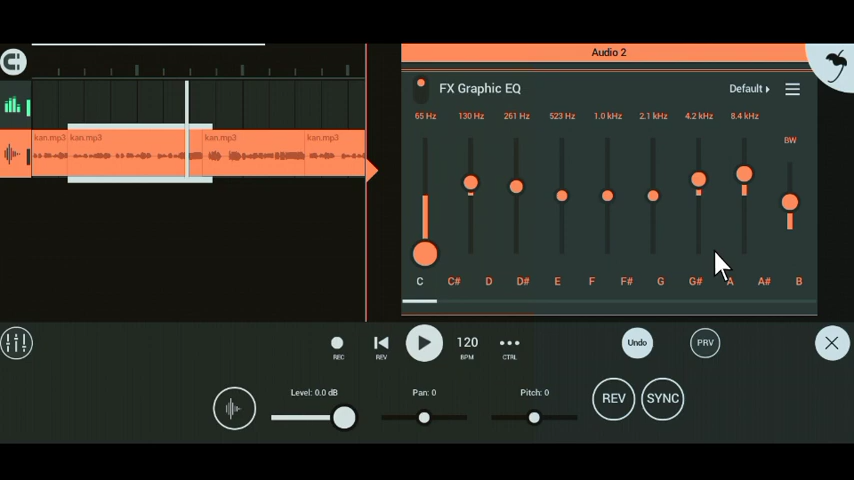 Audio 2
FX Graphic EQ
Default
65 Hz 130 Hz 261 Hz 523 Hz 1.0 kHz 2.1 kHz 4.2 kHz 8.4 kHz
BW
kan.mp3 kan.mp3 kan.mp3 kan.mp3
C C# D D# E F F# G G# A A# B
120
Undo
PRV
REC REV BPM CTRL
Level: 0.0 dB Pan: 0 Pitch: 0
REV SYNC